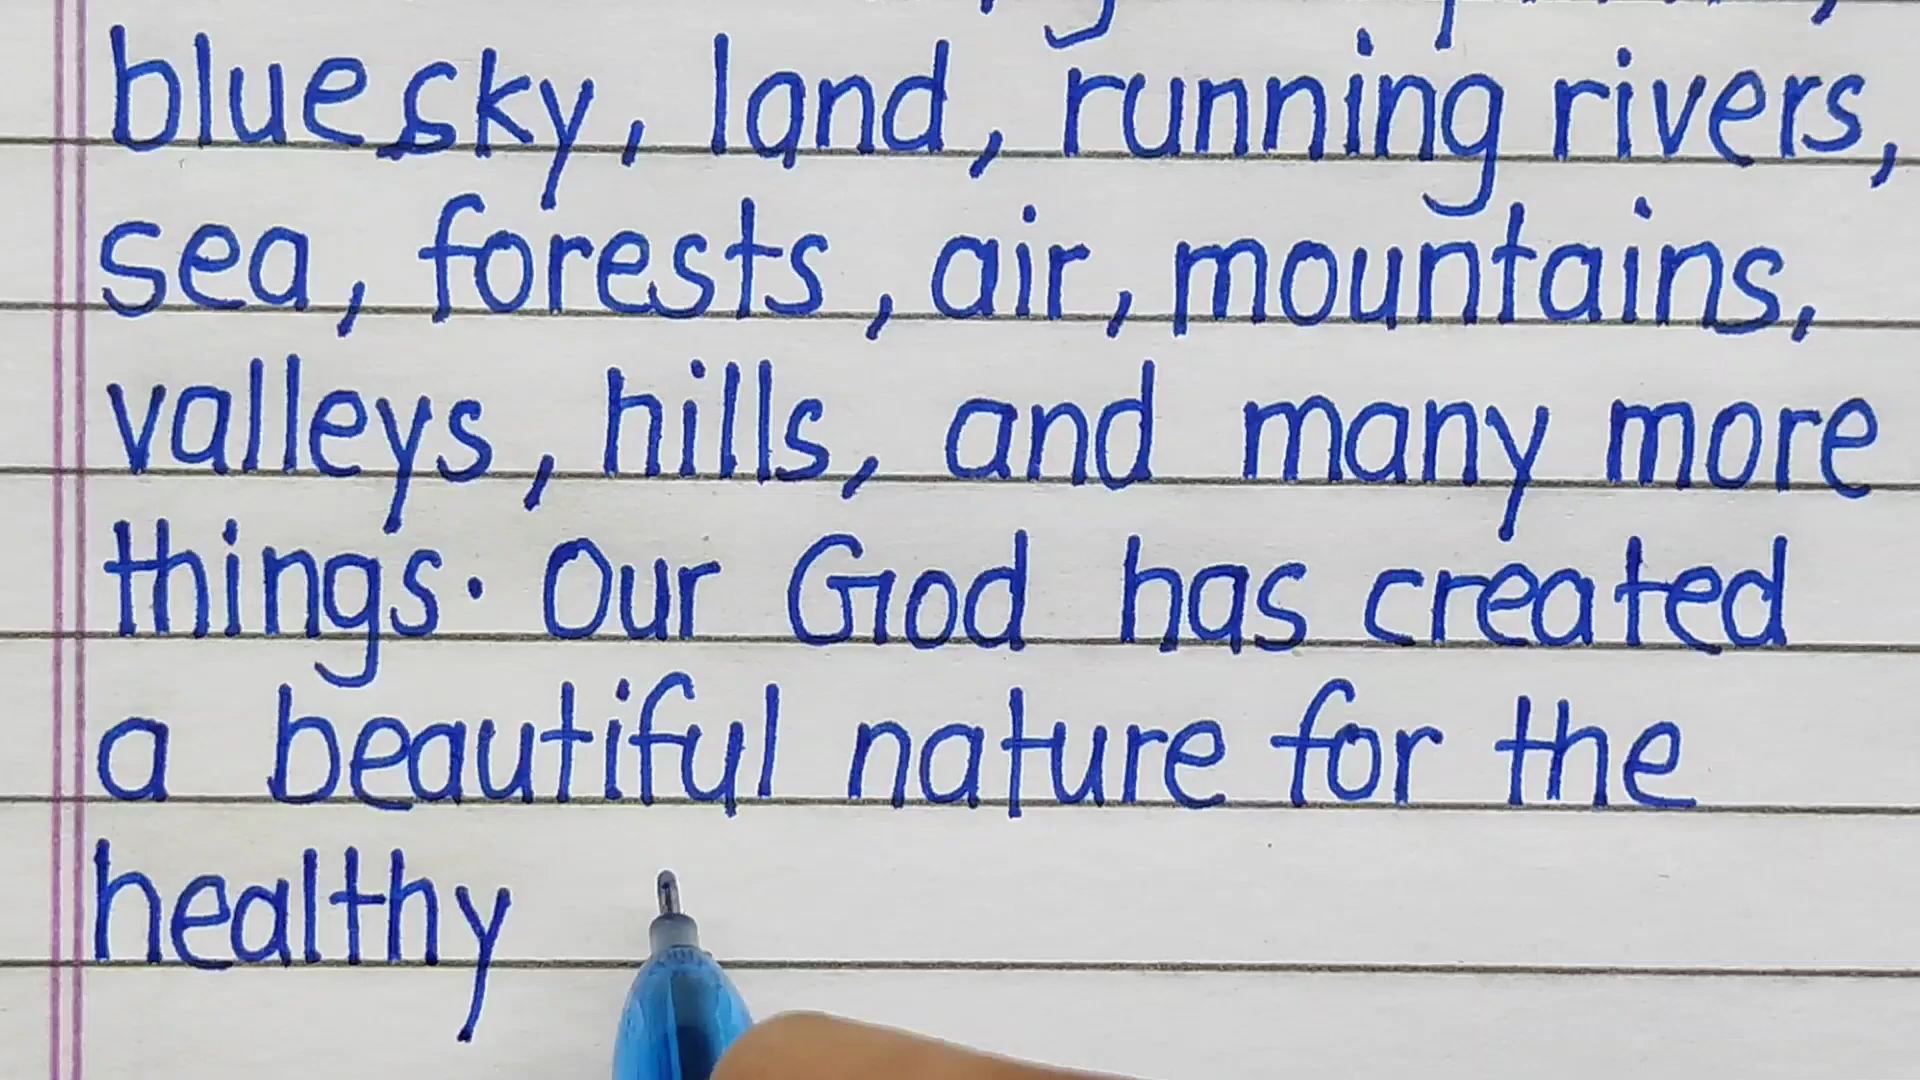 blue sky, land, running rivers,
sea, forests, air, mountains,
valleys, hills, and many more
things. Our God has created
a beautiful nature for the
healthy